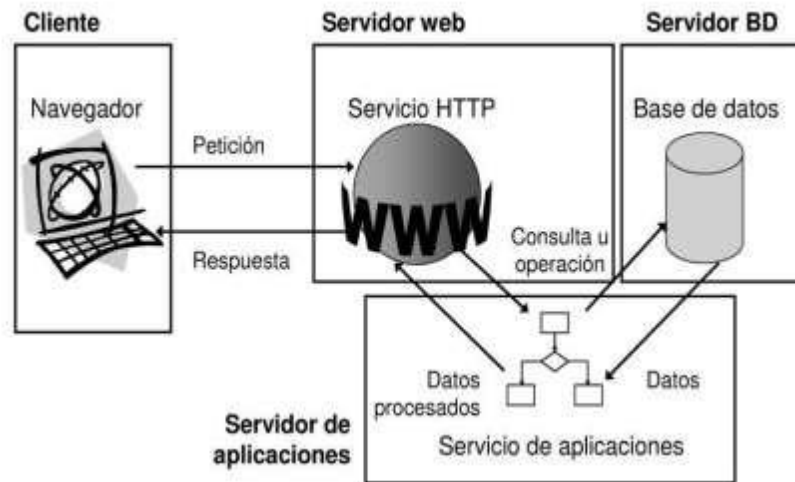 Cliente
Servidor web
Servidor BD
Navegador
Servicio HTTP
Base de datos
Petición
WWW
Respuesta
Consulta u
operación
Datos
procesados
Datos
Servidor de
aplicaciones
Servicio de aplicaciones